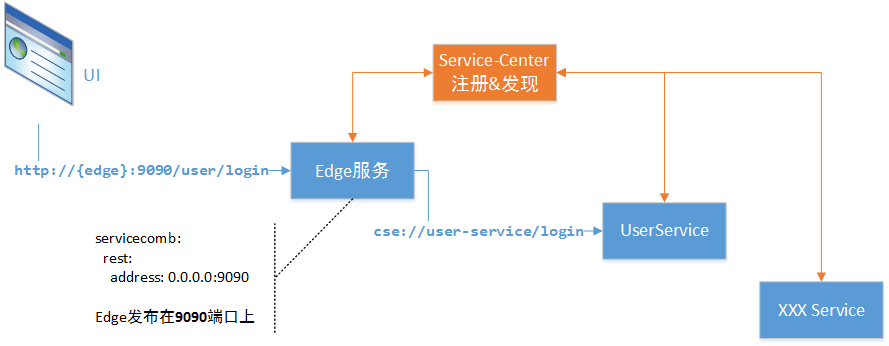 UI
Service-Center
注册&发现
http://{edge}:9090/user/login
Edge服务
cse://user-service/login
UserService
servicecomb:
  rest:
    address: 0.0.0.0:9090
Edge发布在9090端口上
XXX Service